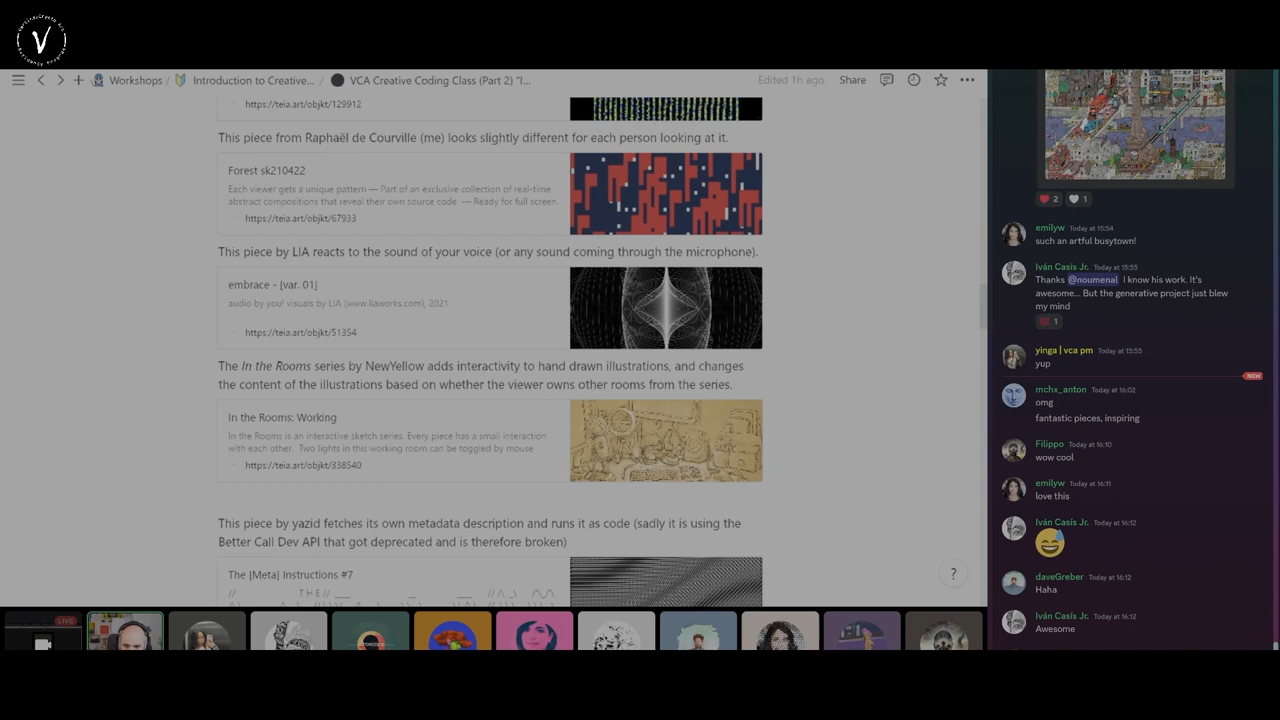 V
Workshops / Introduction to Creative... / VCA Creative Coding Class (Part 2) "I...
Edited 1h ago Share
https://teia.art/objkt/129912
This piece from Raphaël de Courville (me) looks slightly different for each person looking at it.
Forest sk210422
Each viewer gets a unique pattern — Part of an exclusive collection of real-time
abstract compositions that reveal their own source code — Ready for full screen
https://teia.art/objkt/67933
This piece by LIA reacts to the sound of your voice (or any sound coming through the microphone).
embrace - [var. 01]
audio by you! visuals by LIA (www.liaworks.com), 2021.
https://teia.art/objkt/51354
The In the Rooms series by NewYellow adds interactivity to hand drawn illustrations, and changes
the content of the illustrations based on whether the viewer owns other rooms from the series.
In the Rooms: Working
In the Rooms is an interactive sketch series. Every piece has a small interaction
with each other. Two lights in this working room can be toggled by mouse
https://teia.art/objkt/338540
This piece by yazid fetches its own metadata description and runs it as code (sadly it is using the
Better Call Dev API that got deprecated and is therefore broken)
The [Meta] Instructions #7
// T H E //
?
LIVE
2 1
emilyw Today at 15:54
such an artful busytown!
Iván Casís Jr. Today at 15:55
Thanks @noumenal I know his work. It's
awesome... But the generative project just blew
my mind
1
yinga | vca pm Today at 15:55
yup
NEW
mchx_anton Today at 16:02
omg
fantastic pieces, inspiring
Filippo Today at 16:10
wow cool
emilyw Today at 16:11
love this
Iván Casís Jr. Today at 16:12
daveGreber Today at 16:12
Haha
Iván Casís Jr. Today at 16:12
Awesome